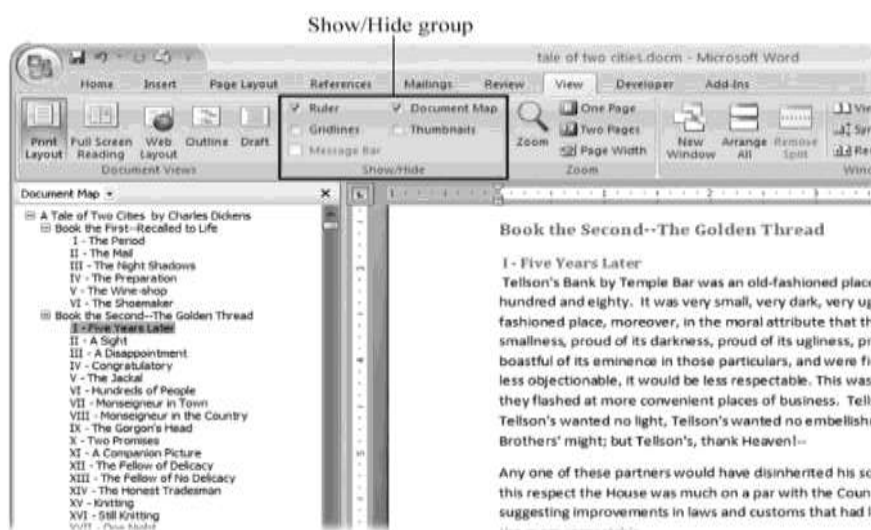 Show/Hide group
tale of two cities.docm - Microsoft Word
Home Insert Page Layout References Mailings Review View Developer Add-Ins
Print Layout
Full Screen Reading
Web Layout
Outline
Draft
Document Views
Ruler
Gridlines
Message Bar
Document Map
Thumbnails
Show/Hide
Zoom
One Page
Two Pages
Page Width
Zoom
New Window
Arrange All
Remove Split
Document Map
A Tale of Two Cities by Charles Dickens
Book the First--Recalled to Life
I - The Period
II - The Mail
III - The Night Shadows
IV - The Preparation
V - The Wine-shop
VI - The Shoemaker
Book the Second--The Golden Thread
I - Five Years Later
II - A Sight
III - A Disappointment
IV - Congratulatory
V - The Jackal
VI - Hundreds of People
VII - Monseigneur in Town
VIII - Monseigneur in the Country
IX - The Gorgon's Head
X - Two Promises
XI - A Companion Picture
XII - The Fellow of Delicacy
XIII - The Fellow of No Delicacy
XIV - The Honest Tradesman
XV - Knitting
XVI - Still Knitting
XVII - One Night
Book the Second--The Golden Thread
I - Five Years Later
Tellson's Bank by Temple Bar was an old-fashioned place
hundred and eighty. It was very small, very dark, very ug
fashioned place, moreover, in the moral attribute that th
smallness, proud of its darkness, proud of its ugliness, pr
boastful of its eminence in those particulars, and were fi
less objectionable, it would be less respectable. This was
they flashed at more convenient places of business. Tell
Tellson's wanted no light, Tellson's wanted no embellish
Brothers' might; but Tellson's, thank Heaven!--
Any one of these partners would have disinherited his so
this respect the House was much on a par with the Coun
suggesting improvements in laws and customs that had l